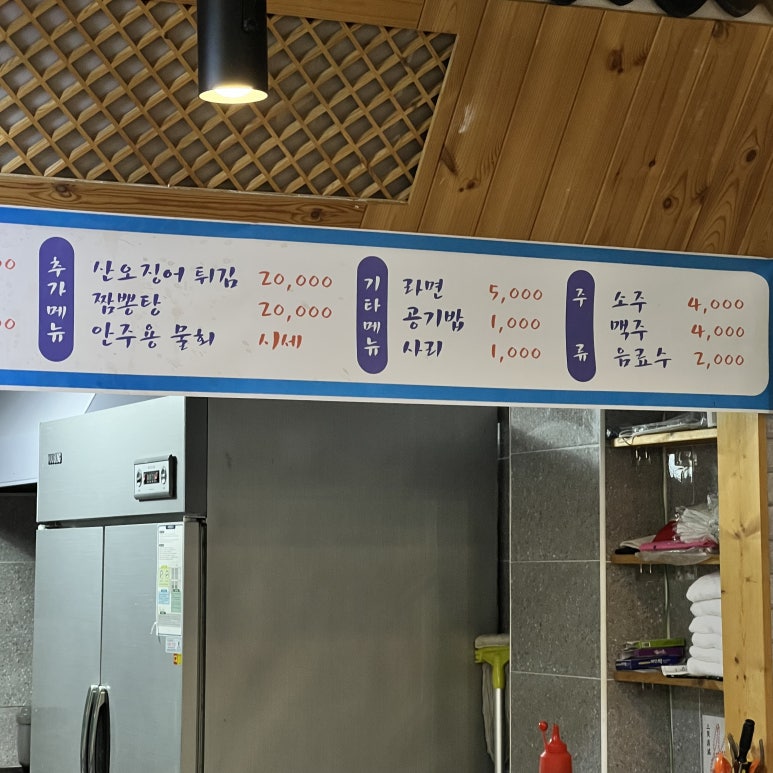 추가메뉴
산오징어 튀김 20,000
짬뽕탕 20,000
안주용 물회 시세
기타메뉴
라면 5,000
공기밥 1,000
사리 1,000
주류
소주 4,000
맥주 4,000
음료수 2,000